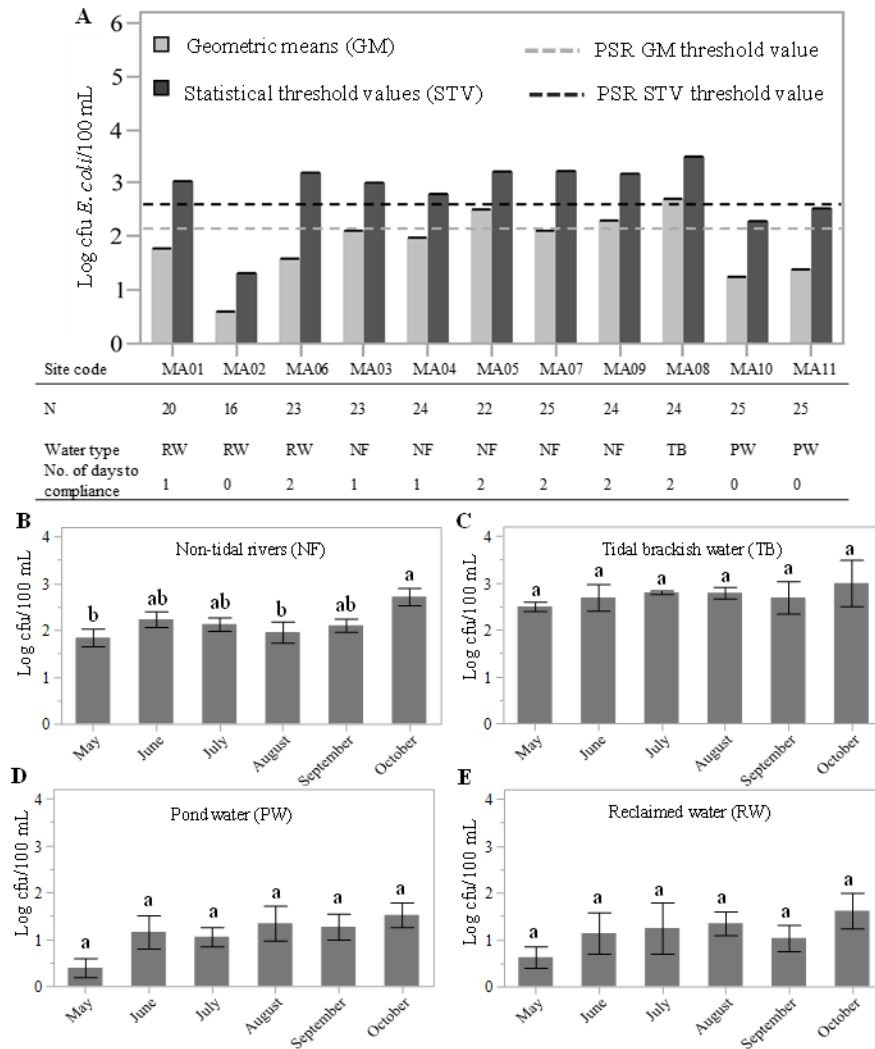 A
Log cfu E. coli/100 mL
6
5
4
3
2
1
0
Geometric means (GM)
PSR GM threshold value
Statistical threshold values (STV)
PSR STV threshold value
Site code MA01 MA02 MA06 MA03 MA04 MA05 MA07 MA09 MA08 MA10 MA11
N 20 16 23 23 24 22 25 24 24 25 25
Water type RW RW RW NF NF NF NF NF TB PW PW
No. of days to
compliance 1 0 2 1 1 2 2 2 2 0 0
B
Non-tidal rivers (NF)
Log cfu/100 mL
4
3
2
1
0
b ab ab b ab a
May June July August September October
C
Tidal brackish water (TB)
Log cfu/100 mL
4
3
2
1
0
a a a a a a
May June July August September October
D
Pond water (PW)
Log cfu/100 mL
4
3
2
1
0
a a a a a a
May June July August September October
E
Reclaimed water (RW)
Log cfu/100 mL
4
3
2
1
0
a a a a a a
May June July August September October